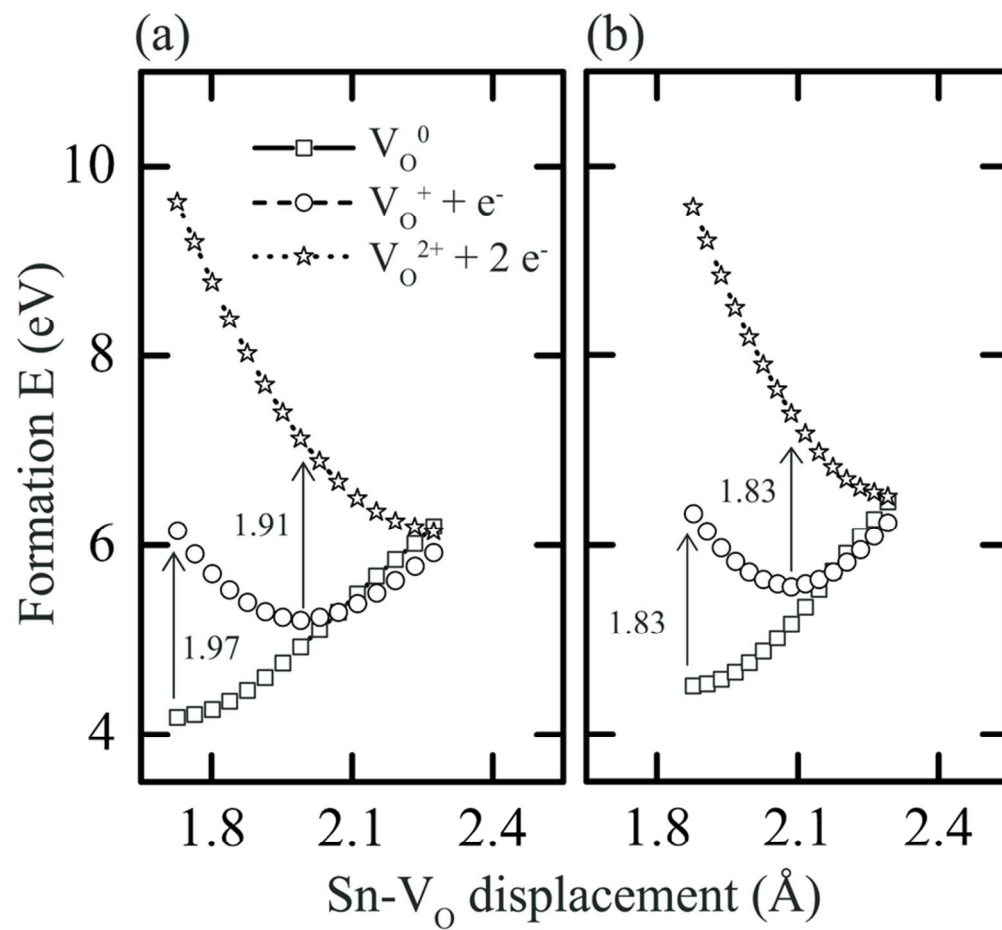 (a) (b)
V_O^0
V_O^+ + e^-
V_O^2+ + 2 e^-
Formation E (eV)
10
8
6
4
1.91
1.97
1.83
1.83
1.8 2.1 2.4 1.8 2.1 2.4
Sn-V_O displacement (Å)